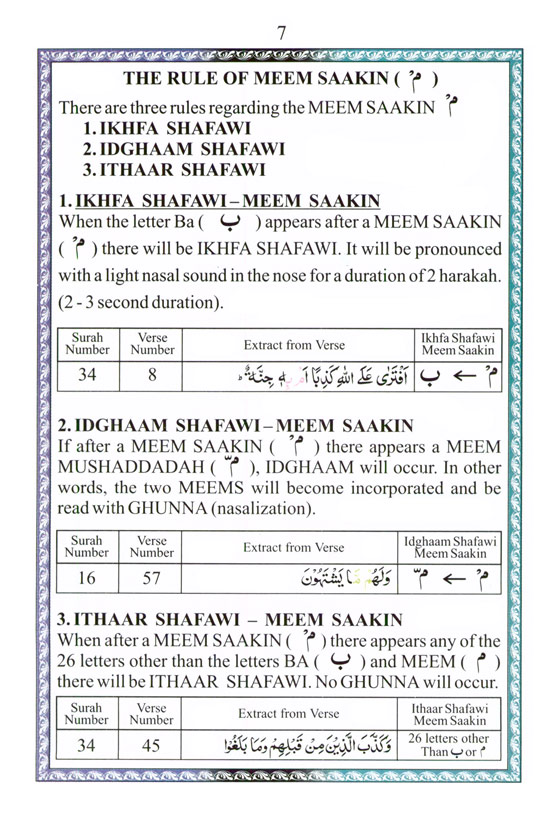 7
THE RULE OF MEEM SAAKIN ( مْ )
There are three rules regarding the MEEM SAAKIN مْ
1. IKHFA SHAFAWI
2. IDGHAAM SHAFAWI
3. ITHAAR SHAFAWI
1. IKHFA SHAFAWI – MEEM SAAKIN
When the letter Ba ( ب ) appears after a MEEM SAAKIN
( مْ ) there will be IKHFA SHAFAWI. It will be pronounced
with a light nasal sound in the nose for a duration of 2 harakah.
(2 - 3 second duration).
Surah Number | Verse Number | Extract from Verse | Ikhfa Shafawi Meem Saakin
34 | 8 | اَفْتَرٰى عَلَى اللّٰهِ كَذِبًا اَمْ بِهٖ جِنَّةٌ ؕ | مْ ← ب
2. IDGHAAM SHAFAWI – MEEM SAAKIN
If after a MEEM SAAKIN ( مْ ) there appears a MEEM
MUSHADDADAH ( مّ ), IDGHAAM will occur. In other
words, the two MEEMS will become incorporated and be
read with GHUNNA (nasalization).
Surah Number | Verse Number | Extract from Verse | Idghaam Shafawi Meem Saakin
16 | 57 | وَلَهُمْ مَّا يَشْتَهُوْنَ | مْ ← مّ
3. ITHAAR SHAFAWI – MEEM SAAKIN
When after a MEEM SAAKIN ( مْ ) there appears any of the
26 letters other than the letters BA ( ب ) and MEEM ( م )
there will be ITHAAR SHAFAWI. No GHUNNA will occur.
Surah Number | Verse Number | Extract from Verse | Ithaar Shafawi Meem Saakin
34 | 45 | وَكَذَّبَ الَّذِيْنَ مِنْ قَبْلِهِمْ وَمَا بَلَغُوْا | 26 letters other Than ب or م